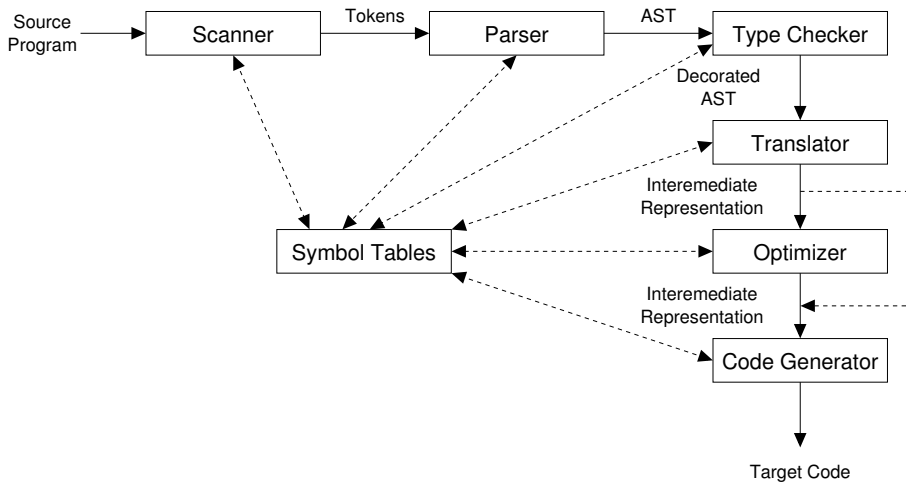 Source
Program
Scanner
Tokens
Parser
AST
Type Checker
Decorated
AST
Translator
Interemediate
Representation
Symbol Tables
Optimizer
Interemediate
Representation
Code Generator
Target Code